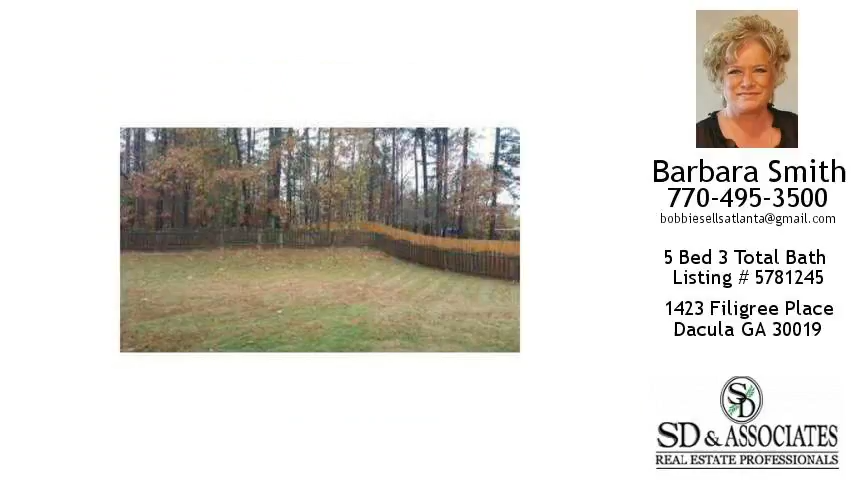 Barbara Smith
770-495-3500
bobbiesellsatlanta@gmail.com
5 Bed 3 Total Bath
Listing # 5781245
1423 Filigree Place
Dacula GA 30019
SD
SD & ASSOCIATES
REAL ESTATE PROFESSIONALS